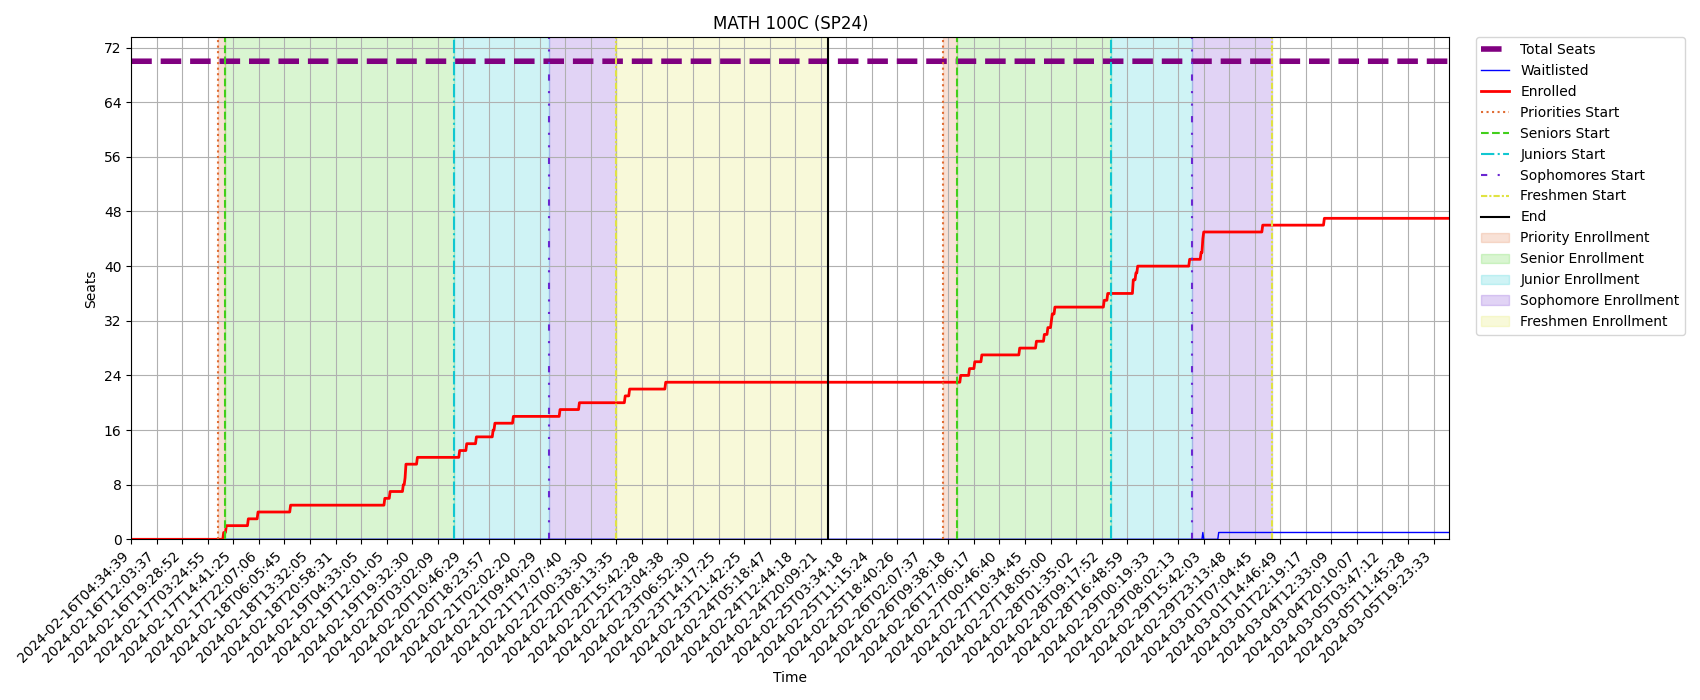 MATH 100C (SP24)
72
64
56
48
40
32
24
16
8
0
Seats
2024-02-16T04:34:39
2024-02-16T12:03:37
2024-02-16T19:28:52
2024-02-17T03:24:55
2024-02-17T14:41:25
2024-02-17T22:07:06
2024-02-18T06:05:45
2024-02-18T13:32:05
2024-02-18T20:58:31
2024-02-19T04:33:05
2024-02-19T12:01:05
2024-02-19T19:32:30
2024-02-20T03:02:09
2024-02-20T10:46:29
2024-02-20T18:23:57
2024-02-21T02:02:20
2024-02-21T09:40:29
2024-02-21T17:07:40
2024-02-22T00:33:30
2024-02-22T08:13:35
2024-02-22T15:42:28
2024-02-22T23:04:38
2024-02-23T06:52:30
2024-02-23T14:17:25
2024-02-23T21:42:25
2024-02-24T05:18:47
2024-02-24T12:44:18
2024-02-24T20:09:21
2024-02-25T03:34:18
2024-02-25T11:15:24
2024-02-25T18:40:26
2024-02-26T02:07:37
2024-02-26T09:38:18
2024-02-26T17:06:17
2024-02-27T00:46:40
2024-02-27T10:34:45
2024-02-27T18:05:00
2024-02-28T01:35:02
2024-02-28T09:17:52
2024-02-28T16:48:59
2024-02-29T00:19:33
2024-02-29T08:02:13
2024-02-29T15:42:03
2024-02-29T23:13:48
2024-03-01T07:04:45
2024-03-01T14:46:49
2024-03-01T22:19:17
2024-03-04T12:33:09
2024-03-04T20:10:07
2024-03-05T03:47:12
2024-03-05T11:45:28
2024-03-05T19:23:33
Time
Total Seats
Waitlisted
Enrolled
Priorities Start
Seniors Start
Juniors Start
Sophomores Start
Freshmen Start
End
Priority Enrollment
Senior Enrollment
Junior Enrollment
Sophomore Enrollment
Freshmen Enrollment